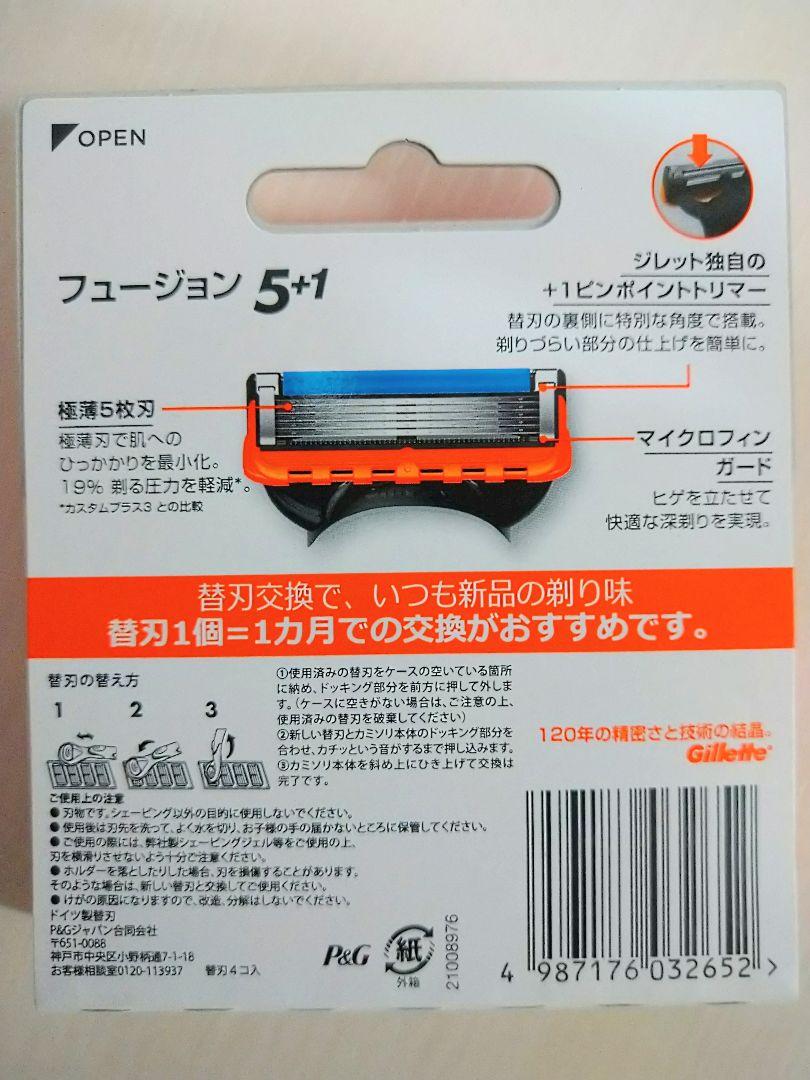 OPEN
フュージョン 5+1
ジレット独自の
+1ピンポイントトリマー
替刃の裏側に特別な角度で搭載。
剃りづらい部分の仕上げを簡単に。
極薄5枚刃
極薄刃で肌への
ひっかかりを最小化。
19% 剃る圧力を軽減*。
*カスタムプラス3 との比較
マイクロフィン
ガード
ヒゲを立たせて
快適な深剃りを実現。
替刃交換で、いつも新品の剃り味
替刃1個=1カ月での交換がおすすめです。
替刃の替え方
1 2 3
①使用済みの替刃をケースの空いている箇所
に納め、ドッキング部分を前方に押して外しま
す。(ケースに空きがない場合は、ご注意の上、
使用済みの替刃を破棄してください)
②新しい替刃とカミソリ本体のドッキング部分を
合わせ、カチッという音がするまで押し込みます。
③カミソリ本体を斜め上にひき上げて交換は
完了です。
120年の精密さと技術の結晶。
Gillette
ご使用上の注意
●刃物です。シェービング以外の目的に使用しないでください。
●使用後は刃先を洗って、よく水を切り、お子様の手の届かないところに保管してください。
●ご使用の際には、弊社製シェービングジェル等をご使用の上、
刃を横滑りさせないよう十分ご注意ください。
●ホルダーを落としたりした場合、刃を損傷することがあります。
そのような場合は、新しい替刃と交換してご使用ください。
●けがの原因になりますので、改造、分解はしないでください。
ドイツ製替刃
P&Gジャパン合同会社
〒651-0088
神戸市中央区小野柄通7-1-18
お客様相談室0120-113937 替刃4コ入
P&G
紙
外箱
21008976
4 987176 032652 >